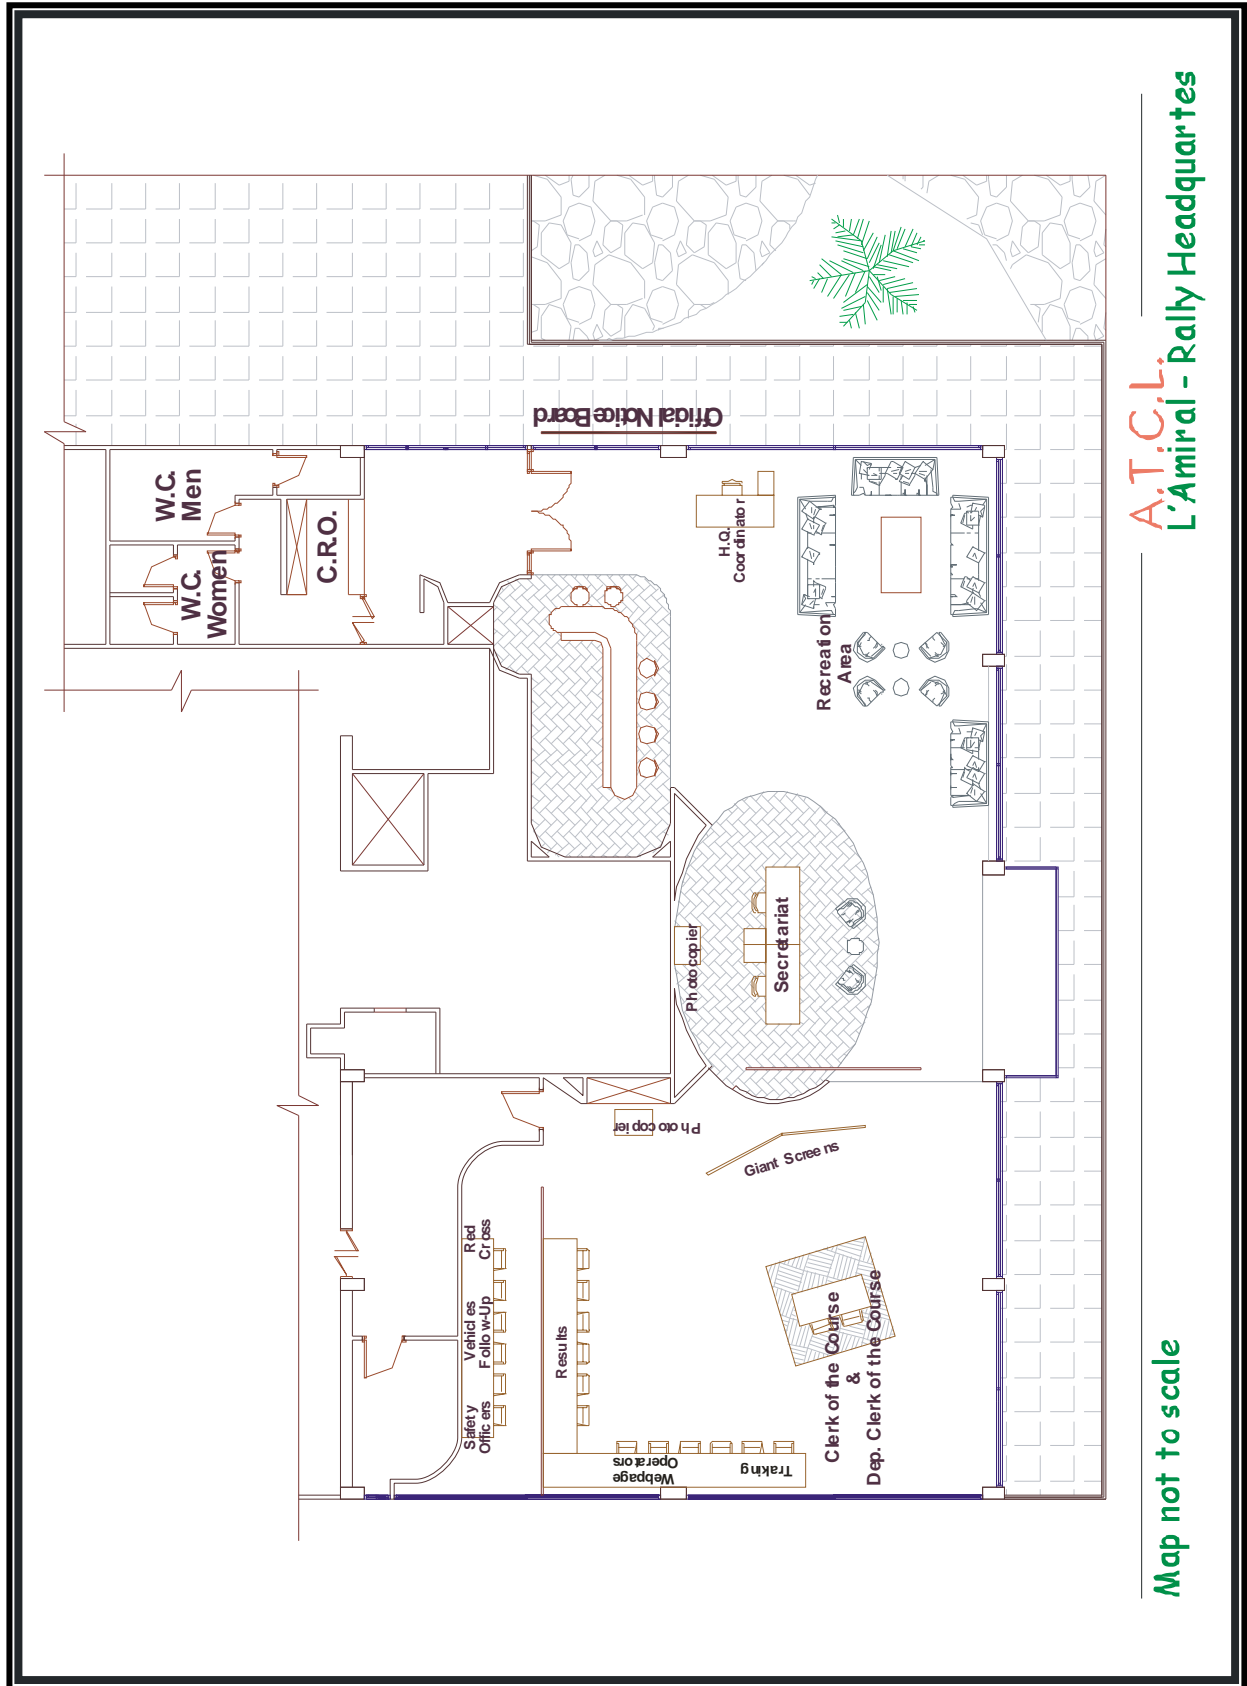 A.T.C.L.
L'Amiral - Rally Headquartes
Map not to scale
Official Notice Board
W.C.
Men
W.C.
Women
C.R.O.
H.Q.
Coordinator
Recreation
Area
Photocopier
Secretariat
Photocopier
Giant Screens
Red
Cross
Vehicles
Follow-Up
Safety
Officers
Results
Webpage
Operators
Traking
Clerk of the Course
&
Dep. Clerk of the Course